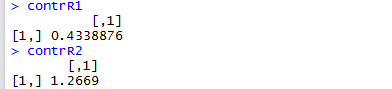 > contrR1
[,1]
[1,] 0.4338876
> contrR2
[,1]
[1,] 1.2669